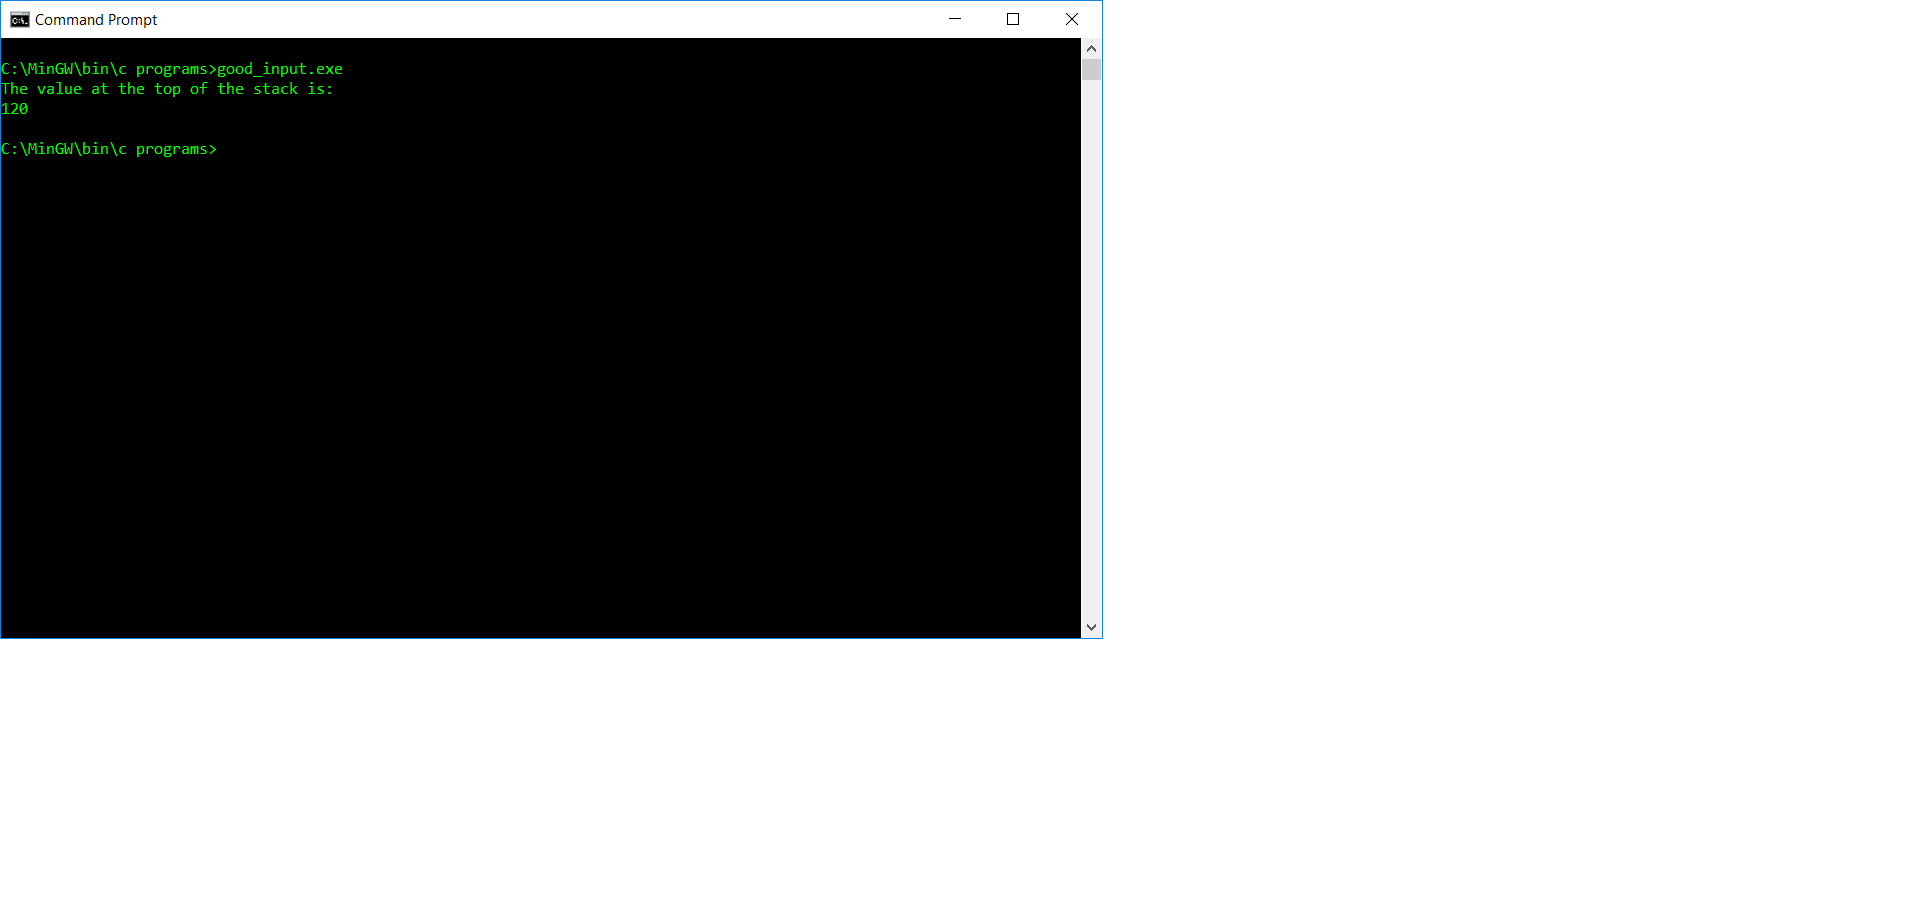 Command Prompt
C:\MinGW\bin\c programs>good_input.exe
The value at the top of the stack is:
120
C:\MinGW\bin\c programs>